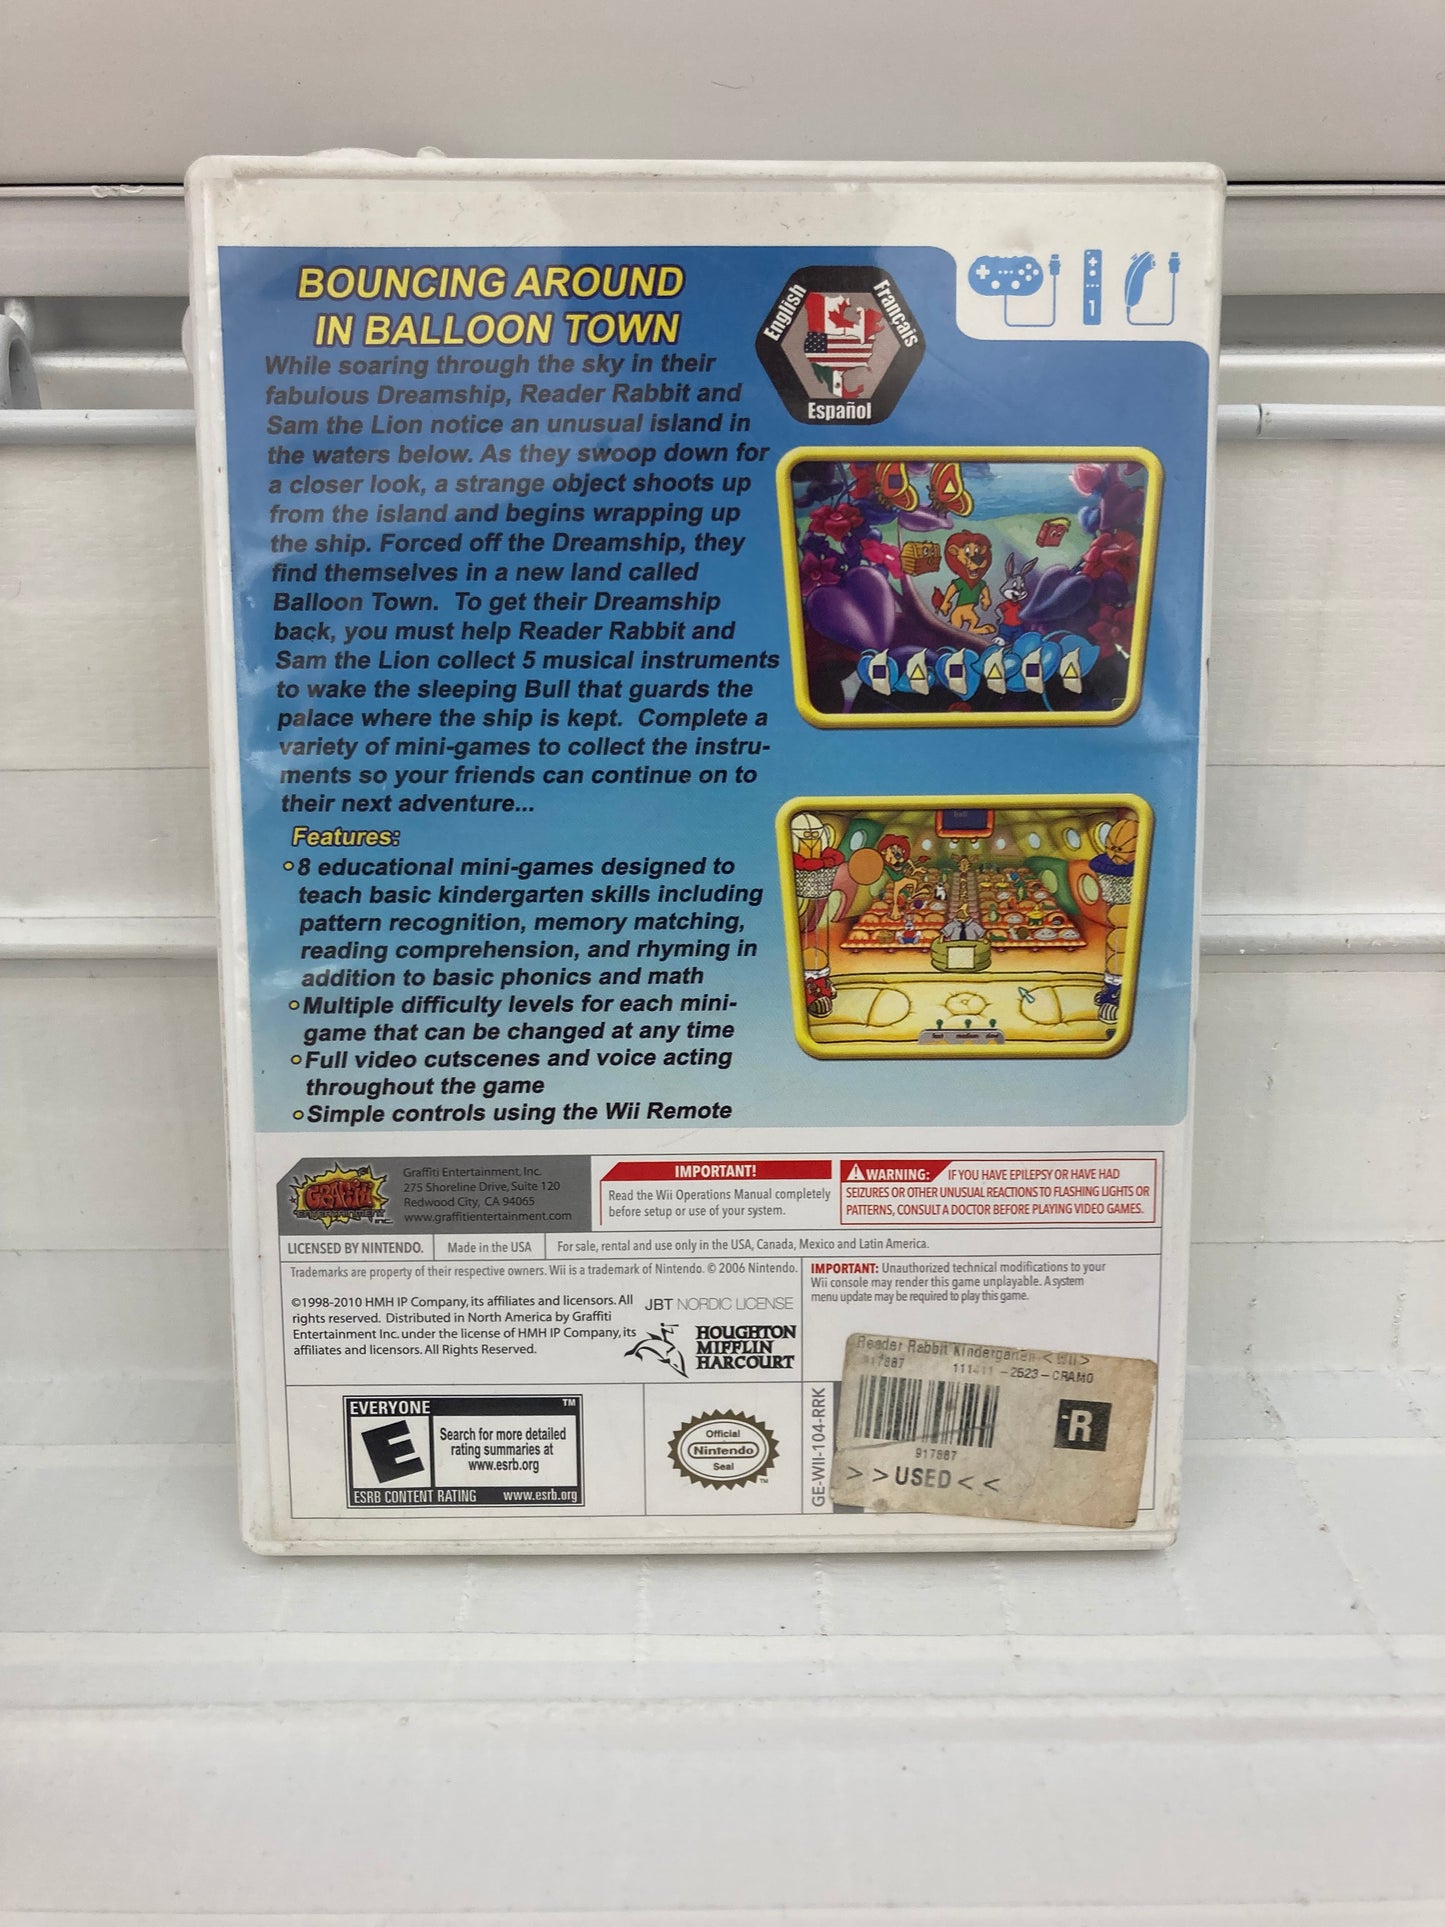 BOUNCING AROUND
IN BALLOON TOWN
While soaring through the sky in their
fabulous Dreamship, Reader Rabbit and
Sam the Lion notice an unusual island in
the waters below. As they swoop down for
a closer look, a strange object shoots up
from the island and begins wrapping up
the ship. Forced off the Dreamship, they
find themselves in a new land called
Balloon Town. To get their Dreamship
back, you must help Reader Rabbit and
Sam the Lion collect 5 musical instruments
to wake the sleeping Bull that guards the
palace where the ship is kept. Complete a
variety of mini-games to collect the instru-
ments so your friends can continue on to
their next adventure...
Features:
8 educational mini-games designed to
teach basic kindergarten skills including
pattern recognition, memory matching,
reading comprehension, and rhyming in
addition to basic phonics and math
Multiple difficulty levels for each mini-
game that can be changed at any time
Full video cutscenes and voice acting
throughout the game
Simple controls using the Wii Remote
English
Français
Español
1
Graffiti
ENTERTAINMENT INC.
Graffiti Entertainment, Inc.
275 Shoreline Drive, Suite 120
Redwood City, CA 94065
www.graffitientertainment.com
IMPORTANT!
Read the Wii Operations Manual completely
before setup or use of your system.
WARNING: IF YOU HAVE EPILEPSY OR HAVE HAD
SEIZURES OR OTHER UNUSUAL REACTIONS TO FLASHING LIGHTS OR
PATTERNS, CONSULT A DOCTOR BEFORE PLAYING VIDEO GAMES.
LICENSED BY NINTENDO.
Made in the USA
For sale, rental and use only in the USA, Canada, Mexico and Latin America.
Trademarks are property of their respective owners. Wii is a trademark of Nintendo. © 2006 Nintendo.
IMPORTANT: Unauthorized technical modifications to your
Wii console may render this game unplayable. A system
menu update may be required to play this game.
©1998-2010 HMH IP Company, its affiliates and licensors. All
rights reserved. Distributed in North America by Graffiti
Entertainment Inc. under the license of HMH IP Company, its
affiliates and licensors. All Rights Reserved.
JBT NORDIC LICENSE
HOUGHTON
MIFFLIN
HARCOURT
EVERYONE TM
E
Search for more detailed
rating summaries at
www.esrb.org
ESRB CONTENT RATING www.esrb.org
Official
Nintendo
Seal
TM
GE-WII-104-RRK
Reader Rabbit Kindergarten <WII>
917887 111411-2523-CRAMO
R
917887
>>USED<<